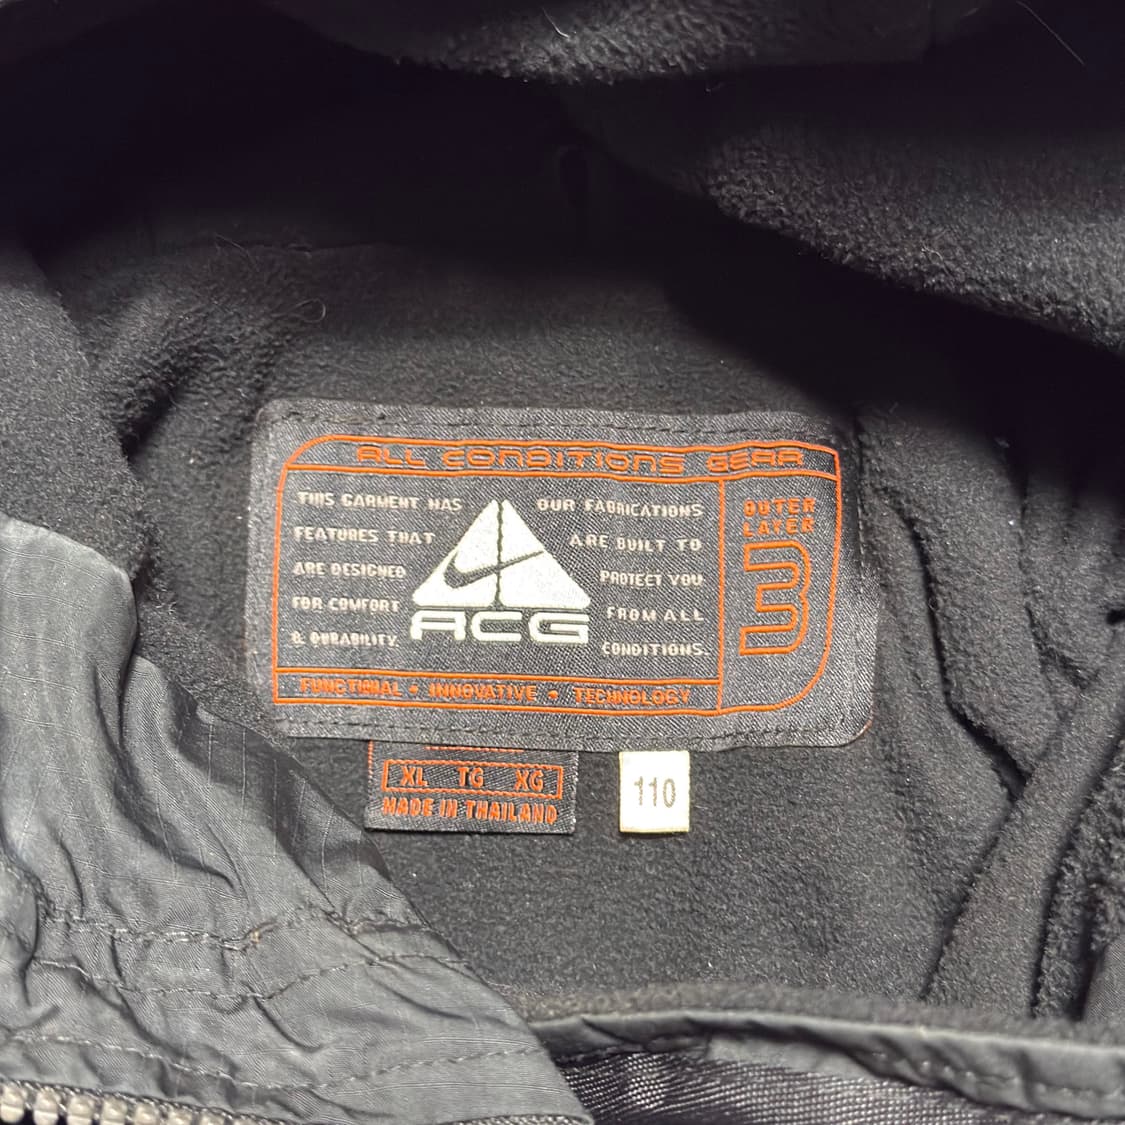 ALL CONDITIONS GEAR
THIS GARMENT HAS
FEATURES THAT
ARE DESIGNED
FOR COMFORT
& DURABILITY.
ACG
OUR FABRICATIONS
ARE BUILT TO
PROTECT YOU
FROM ALL
CONDITIONS.
OUTER
LAYER
3
FUNCTIONAL • INNOVATIVE • TECHNOLOGY
XL TG XG
MADE IN THAILAND
110